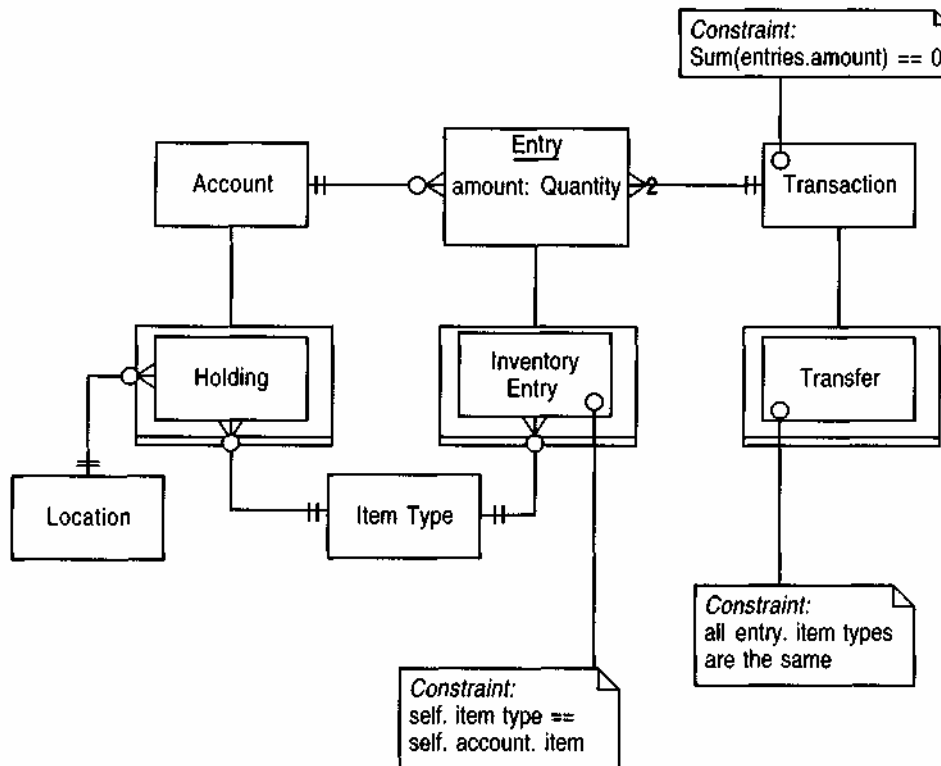 Constraint:
Sum(entries.amount) == 0
Account
Entry
amount: Quantity
2
Transaction
Holding
Inventory
Entry
Transfer
Location
Item Type
Constraint:
all entry. item types
are the same
Constraint:
self. item type ==
self. account. item